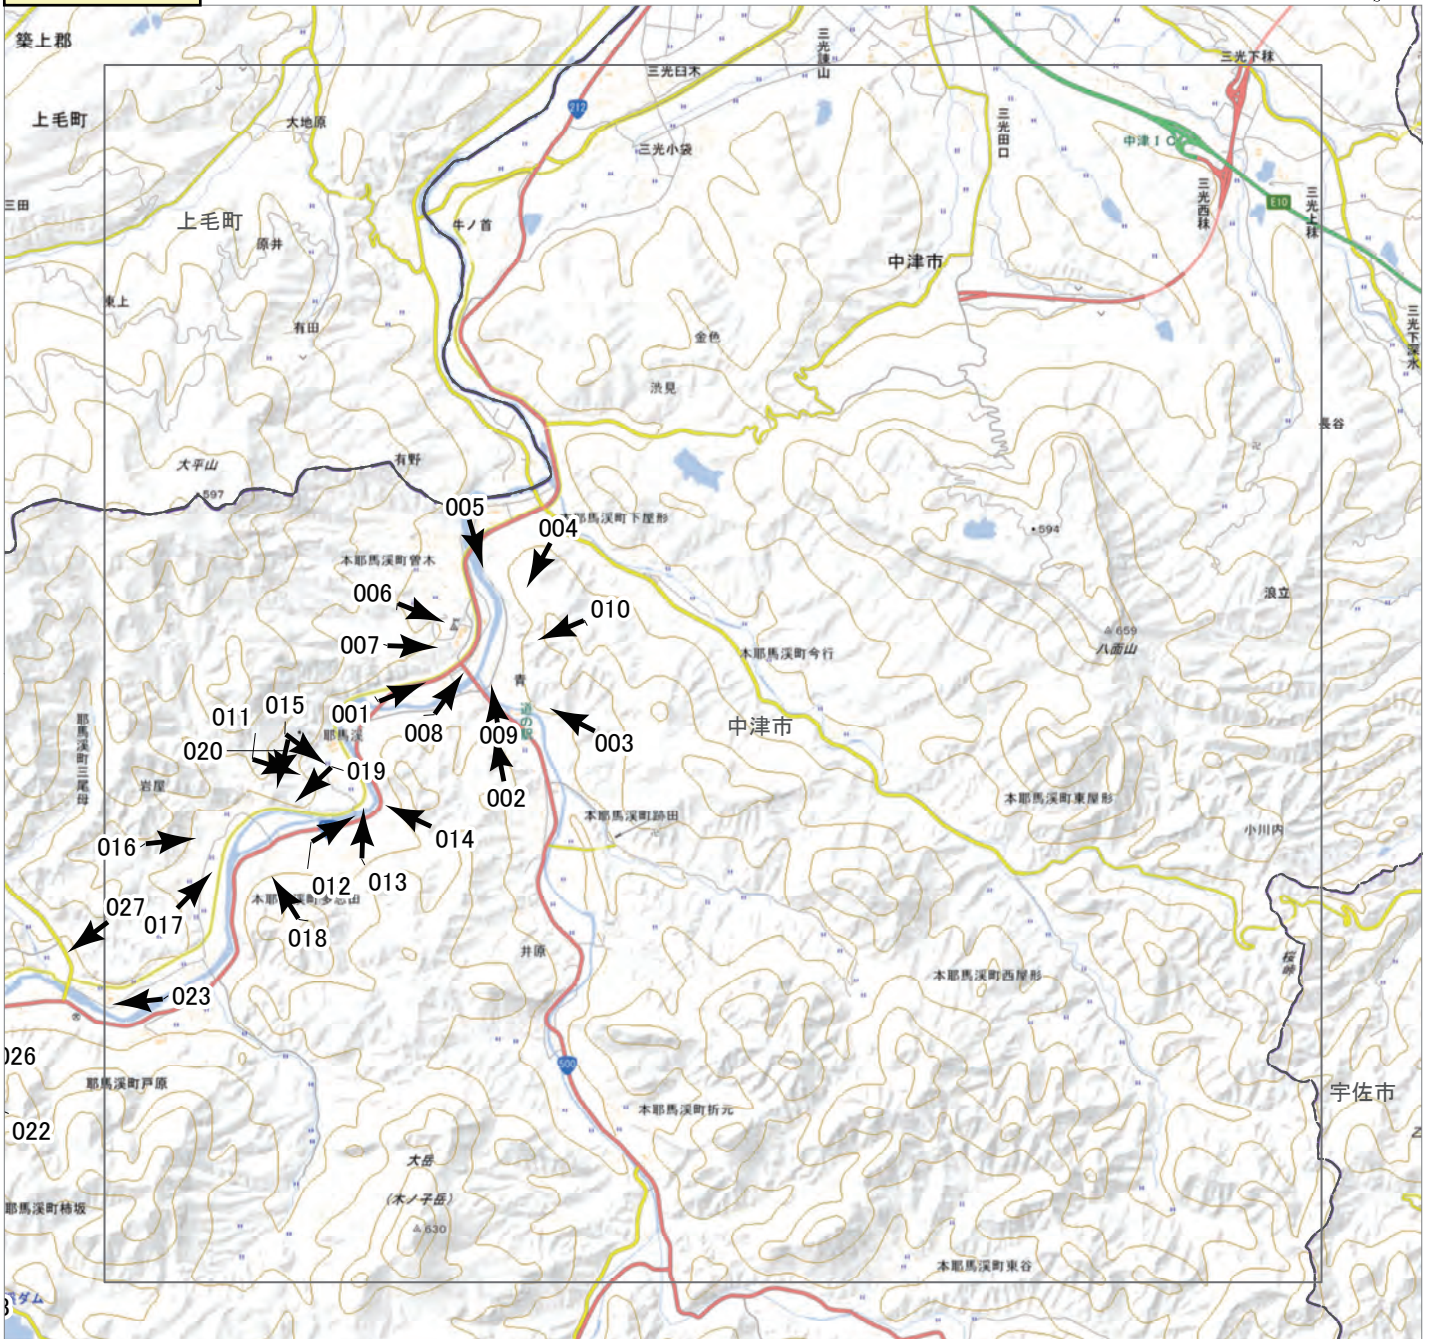 築上郡
上毛町
三田
大地原
上毛町
原井
東上
有田
212
三光臼木
三光諫山
三光小袋
牛ノ首
三光田口
三光下秣
中津IC
三光西秣
E10
三光上秣
中津市
金色
渋見
三光下深水
長谷
大平山
597
有野
005
004
本耶馬渓町下屋形
594
本耶馬渓町曽木
006
010
浪立
007
659
八面山
本耶馬渓町今行
青
015
011
001
道の駅
耶馬渓
008
009
003
中津市
020
耶馬渓町三尾母
019
岩屋
002
本耶馬渓町東屋形
本耶馬渓町跡田
小川内
016
014
012
013
本耶馬渓町多志田
027
017
018
井原
桜峠
本耶馬渓町西屋形
023
026
500
耶馬渓町戸原
宇佐市
本耶馬渓町折元
022
大岳
(木ノ子岳)
630
耶馬渓町柿坂
本耶馬渓町東谷
ダム